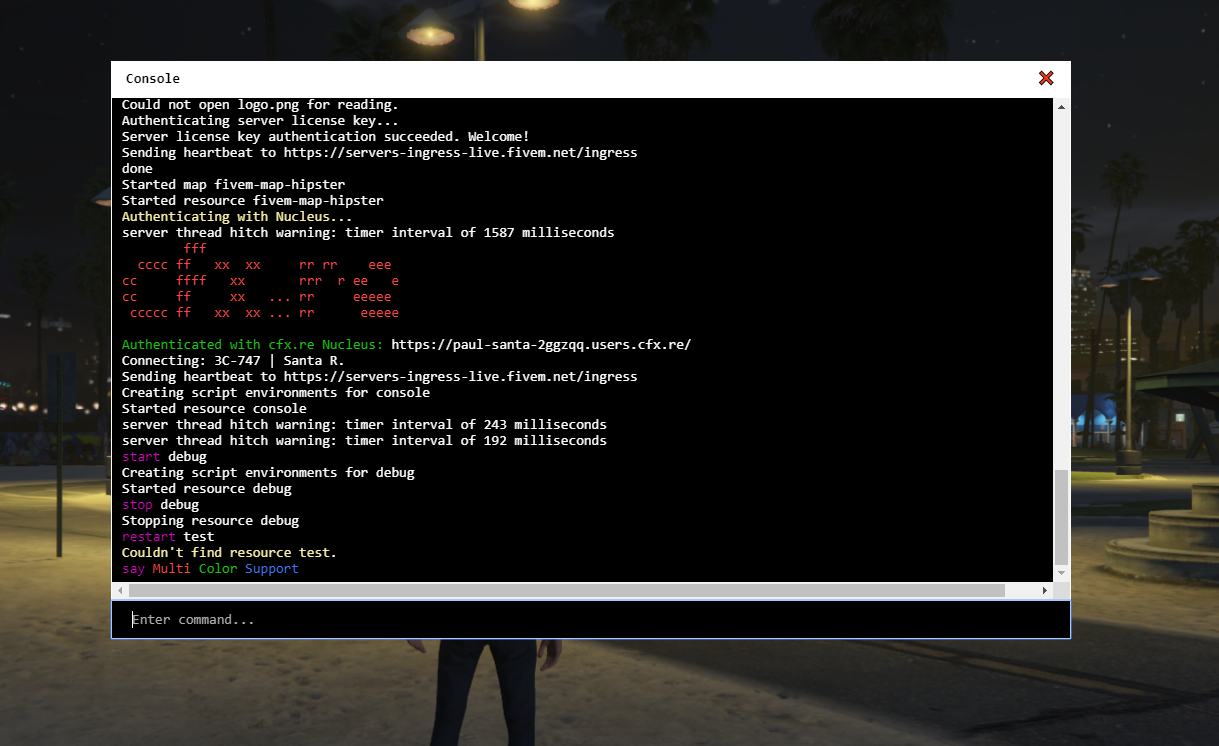 Console
Could not open logo.png for reading.
Authenticating server license key...
Server license key authentication succeeded. Welcome!
Sending heartbeat to https://servers-ingress-live.fivem.net/ingress
done
Started map fivem-map-hipster
Started resource fivem-map-hipster
Authenticating with Nucleus...
server thread hitch warning: timer interval of 1587 milliseconds
        fff
  cccc ff   xx  xx     rr rr    eee
cc     ffff   xx       rrr  r ee   e
cc     ff     xx   ... rr     eeeee
 ccccc ff   xx  xx ... rr      eeeee
Authenticated with cfx.re Nucleus: https://paul-santa-2ggzqq.users.cfx.re/
Connecting: 3C-747 | Santa R.
Sending heartbeat to https://servers-ingress-live.fivem.net/ingress
Creating script environments for console
Started resource console
server thread hitch warning: timer interval of 243 milliseconds
server thread hitch warning: timer interval of 192 milliseconds
start debug
Creating script environments for debug
Started resource debug
stop debug
Stopping resource debug
restart test
Couldn't find resource test.
say Multi Color Support
Enter command...